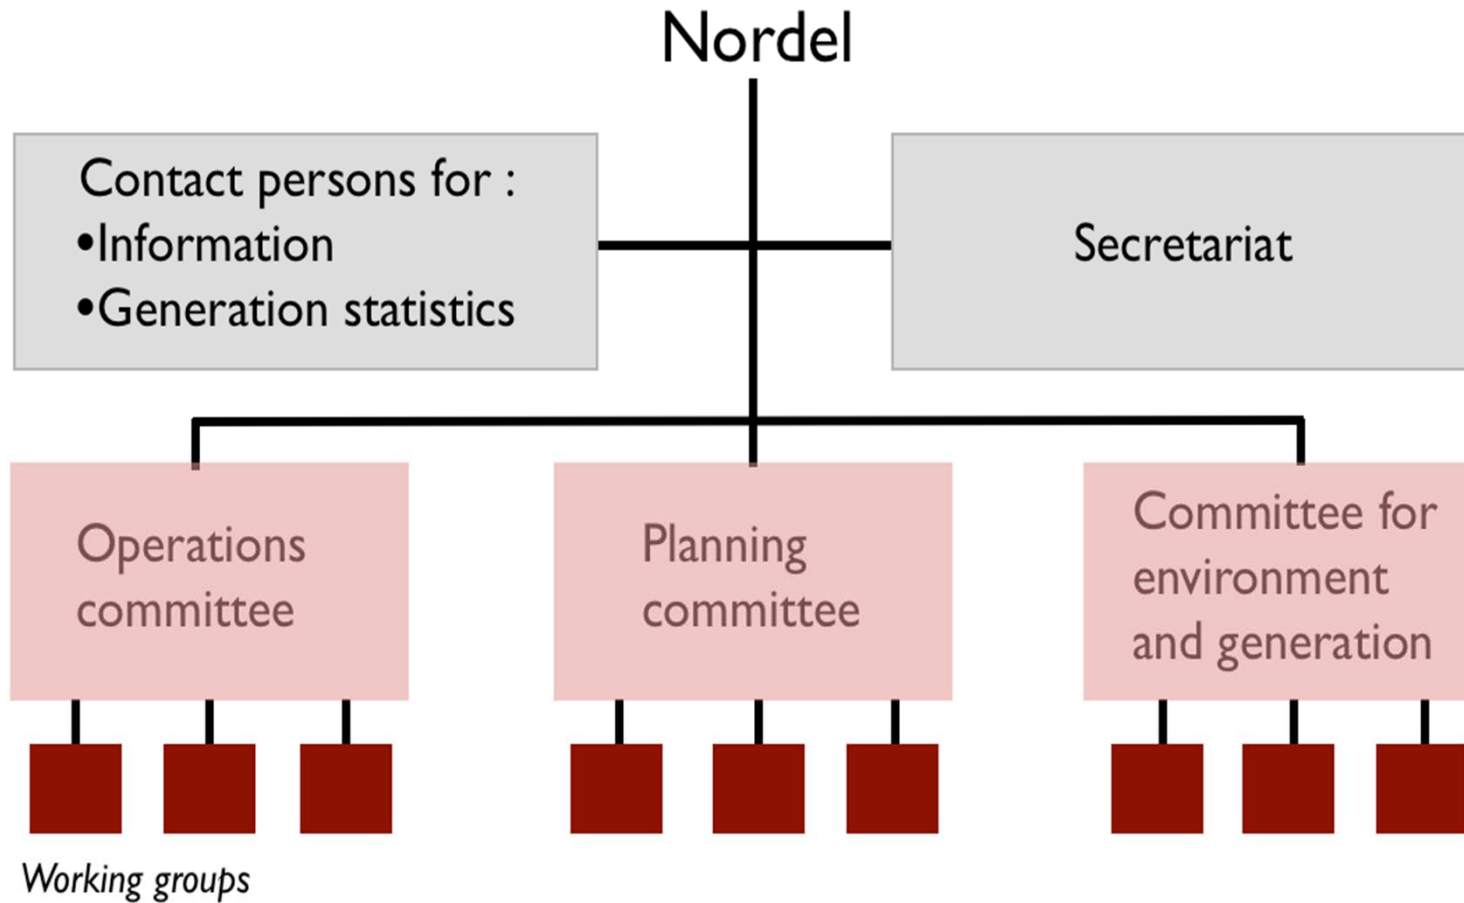 Nordel
Contact persons for :
•Information
•Generation statistics
Secretariat
Operations
committee
Planning
committee
Committee for
environment
and generation
Working groups